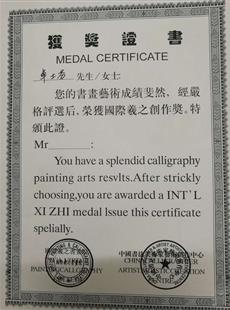 獲獎證書
MEDAL CERTIFICATE
先生/女士:
您的書畫藝術成績斐然，經嚴
格評選后，榮獲國際羲之創作獎。特
頒此證。
Mr______:
You have a splendid calligraphy
painting arts resvlts.After strickly
choosing,you are awarded a INT'L
XI ZHI medal lssue this certificate
spelially.